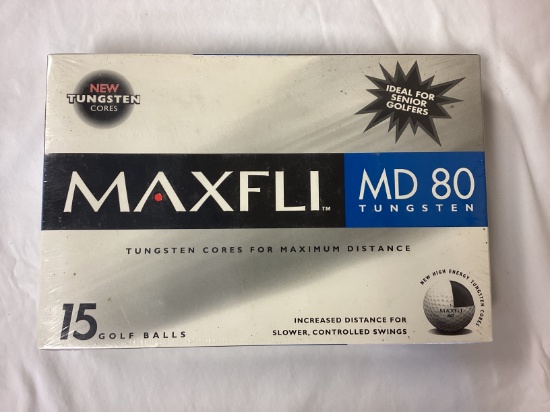 NEW
TUNGSTEN
CORES
IDEAL FOR
SENIOR
GOLFERS
MAXFLI™
MD 80
TUNGSTEN
TUNGSTEN CORES FOR MAXIMUM DISTANCE
15 GOLF BALLS
INCREASED DISTANCE FOR
SLOWER, CONTROLLED SWINGS
NEW HIGH ENERGY TUNGSTEN CORE!
MAXFLI